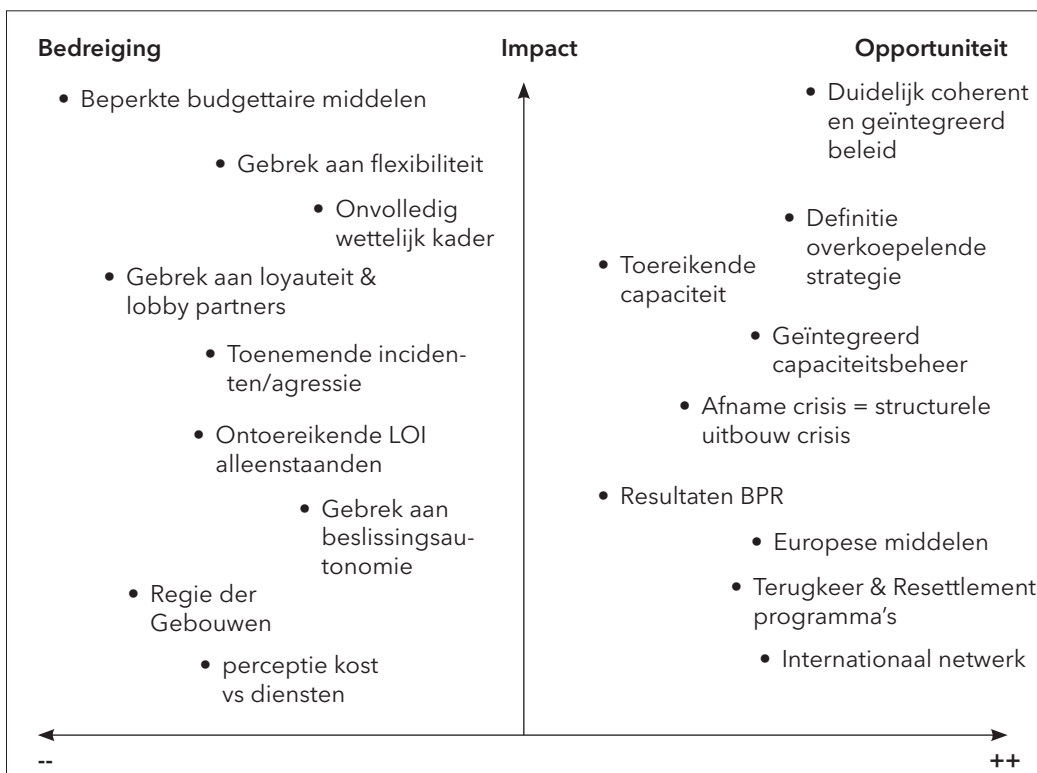 Bedreiging
Impact
Opportuniteit
• Beperkte budgettaire middelen
• Gebrek aan flexibiliteit
• Onvolledig
wettelijk kader
• Gebrek aan loyauteit &
lobby partners
• Toenemende inciden-
ten/agressie
• Ontoereikende LOI
alleenstaanden
• Gebrek aan
beslissingsau-
tonomie
• Regie der
Gebouwen
• perceptie kost
vs diensten
• Duidelijk coherent
en geïntegreerd
beleid
• Definitie
overkoepelende
strategie
• Toereikende
capaciteit
• Geïntegreerd
capaciteitsbeheer
• Afname crisis = structurele
uitbouw crisis
• Resultaten BPR
• Europese middelen
• Terugkeer & Resettlement
programma's
• Internationaal netwerk
--
++